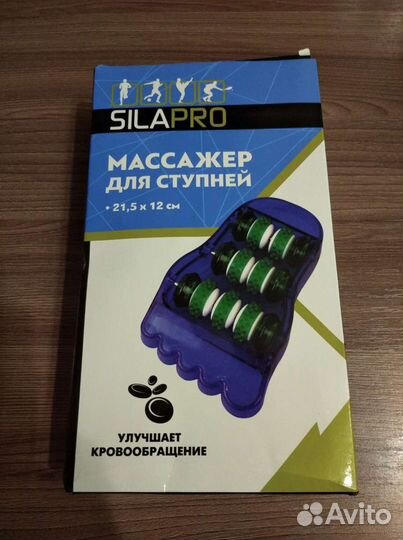 SILAPRO
МАССАЖЕР
ДЛЯ СТУПНЕЙ
• 21,5 х 12 см
УЛУЧШАЕТ
КРОВООБРАЩЕНИЕ
Avito